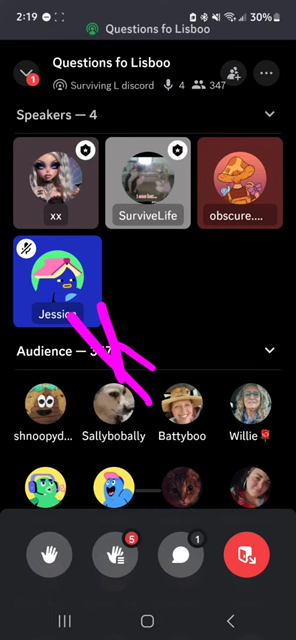 2:19
30%
Questions fo Lisboo
1
Questions fo Lisboo
Surviving L discord 4 347
Speakers — 4
xx
SurviveLife
obscure....
Jessica
Audience — 3
shnoopyd...
Sallybobally
Battyboo
Willie
5
1